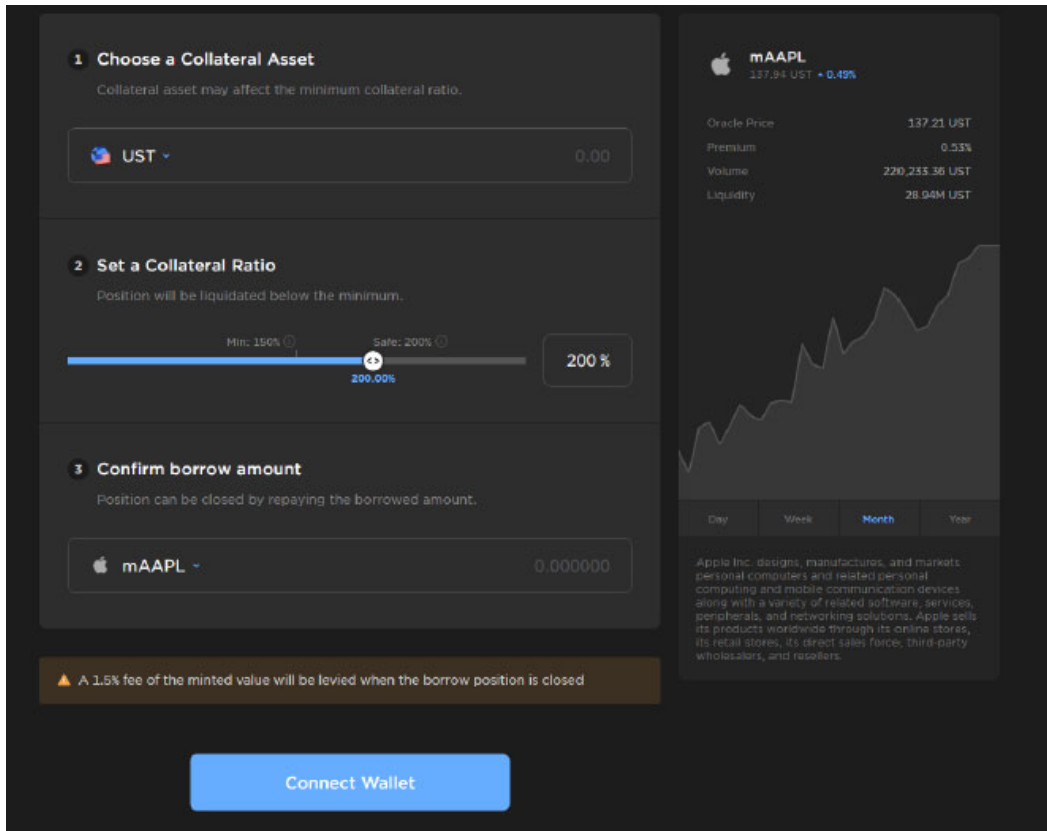 1 Choose a Collateral Asset
Collateral asset may affect the minimum collateral ratio.
UST
0.00
2 Set a Collateral Ratio
Position will be liquidated below the minimum.
Min: 150%
Safe: 200%
200.00%
200 %
3 Confirm borrow amount
Position can be closed by repaying the borrowed amount.
mAAPL
0.000000
A 1.5% fee of the minted value will be levied when the borrow position is closed
Connect Wallet
mAAPL
137.94 UST 0.49%
Oracle Price 137.21 UST
Premium 0.53%
Volume 220,233.36 UST
Liquidity 28.94M UST
Day Week Month Year
Apple Inc. designs, manufactures, and markets
personal computers and related personal
computing and mobile communication devices
along with a variety of related software, services,
peripherals, and networking solutions. Apple sells
its products worldwide through its online stores,
its retail stores, its direct sales force, third-party
wholesalers, and resellers.